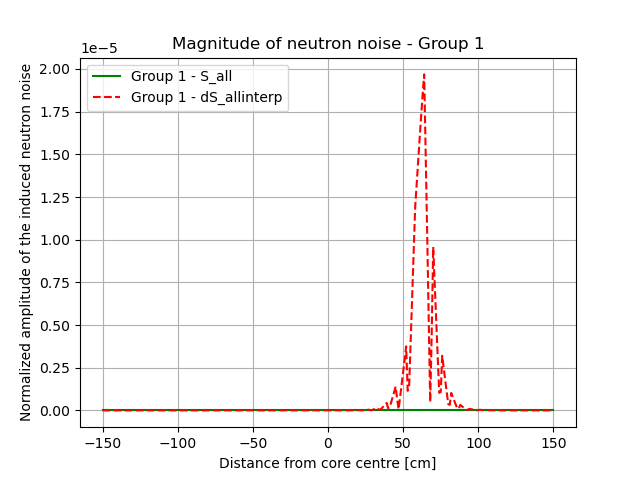 Magnitude of neutron noise - Group 1
1e−5
Group 1 - S_all
Group 1 - dS_allinterp
Normalized amplitude of the induced neutron noise
2.00
1.75
1.50
1.25
1.00
0.75
0.50
0.25
0.00
−150 −100 −50 0 50 100 150
Distance from core centre [cm]